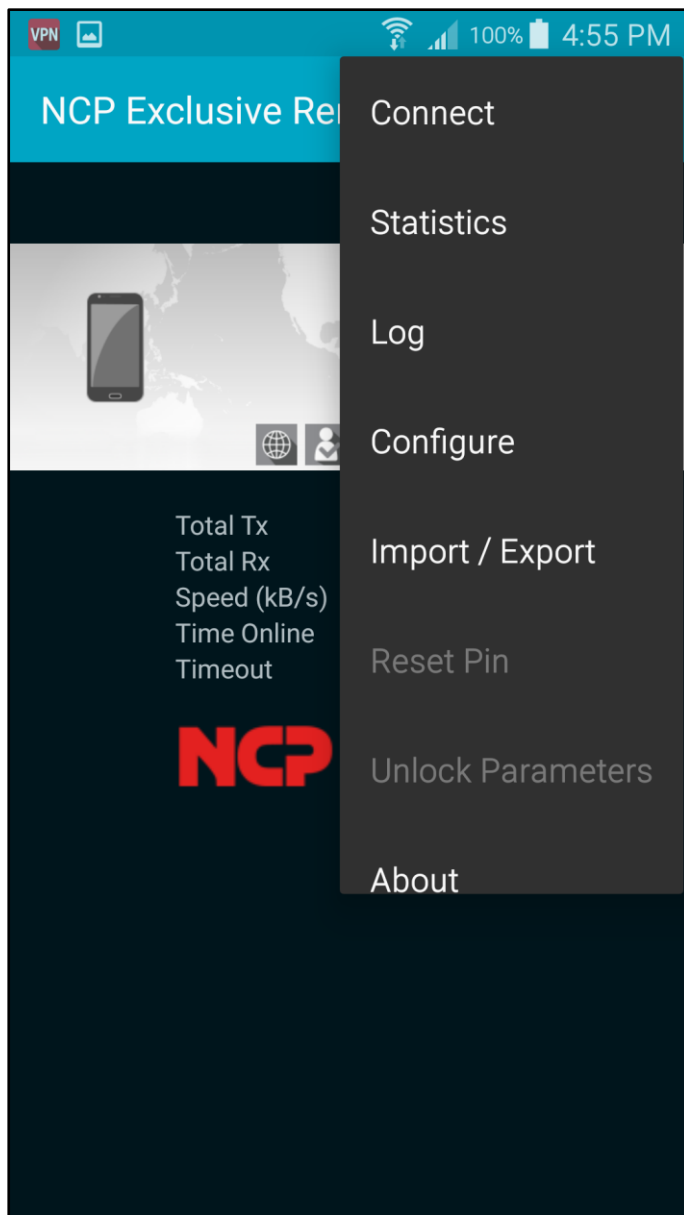 VPN 100% 4:55 PM
NCP Exclusive
Connect
Statistics
Log
Configure
Import / Export
Reset Pin
Unlock Parameters
About
Total Tx
Total Rx
Speed (kB/s)
Time Online
Timeout
NCP